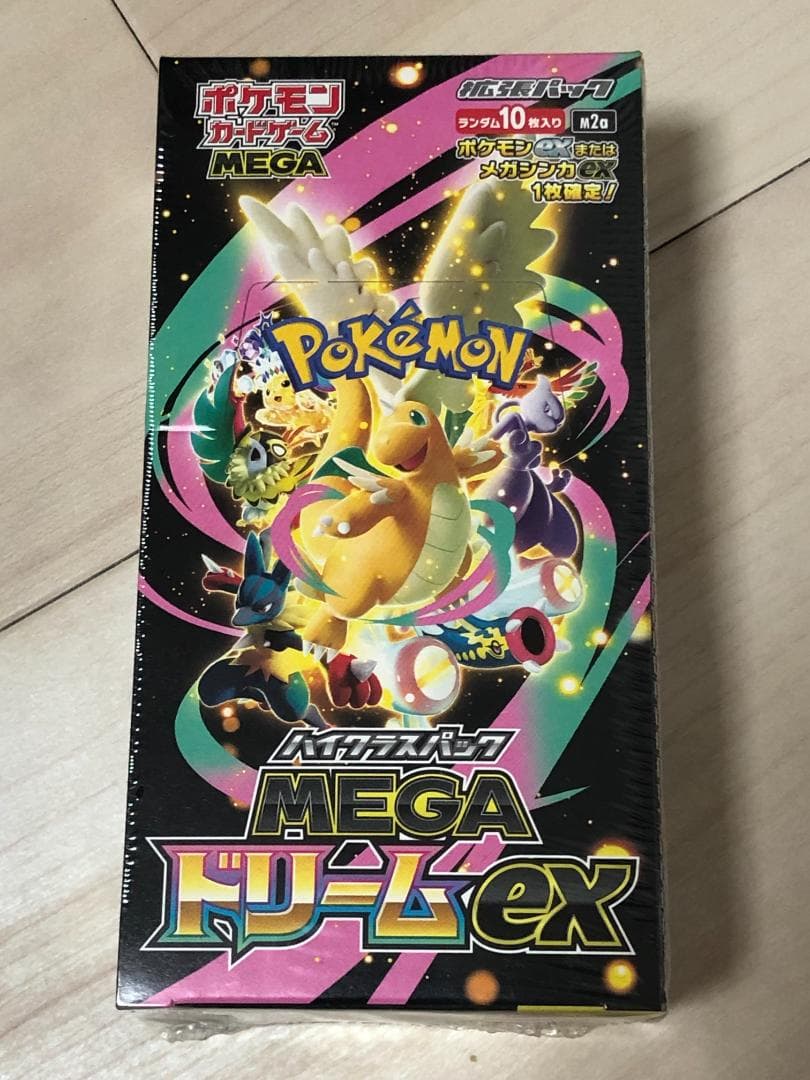 ポケモン
カードゲーム™
MEGA
拡張パック
ランダム10枚入り M2a
ポケモンexまたは
メガシンカex
1枚確定!
POKéMON
ハイクラスパック
MEGA
ドリームex